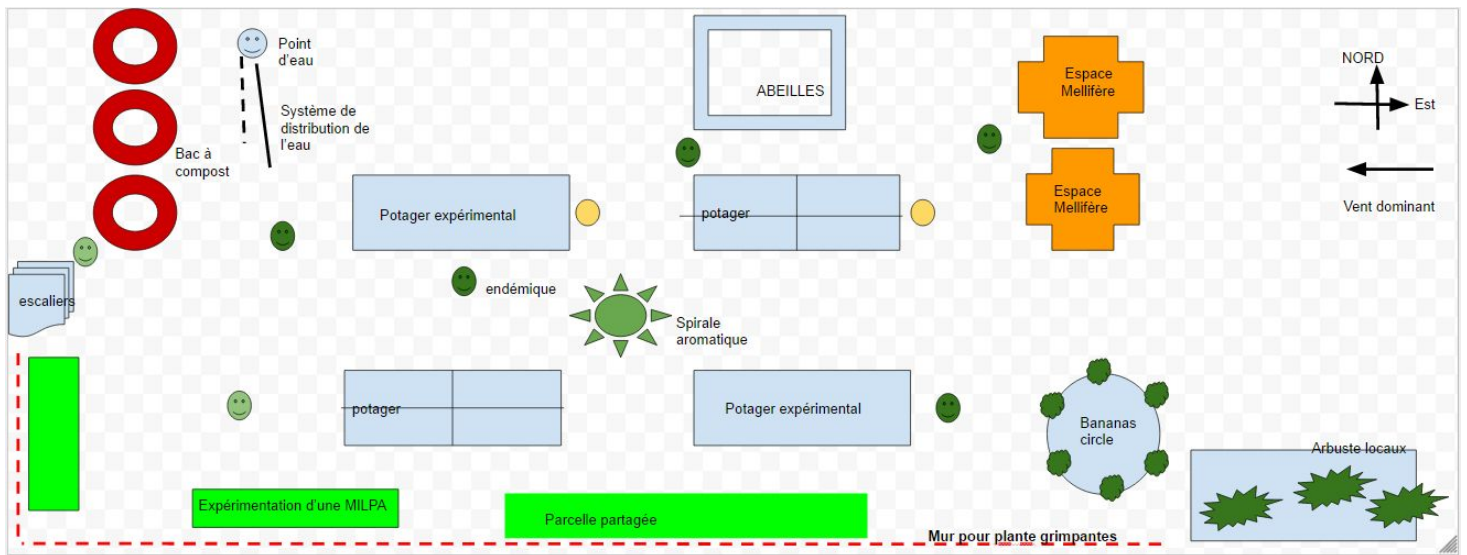 Point
d'eau
Système de
distribution de
l'eau
Bac à
compost
ABEILLES
Espace
Mellifère
NORD
Est
Vent dominant
Potager expérimental
potager
Espace
Mellifère
escaliers
endémique
Spirale
aromatique
potager
Potager expérimental
Bananas
circle
Arbuste locaux
Expérimentation d'une MILPA
Parcelle partagée
Mur pour plante grimpantes